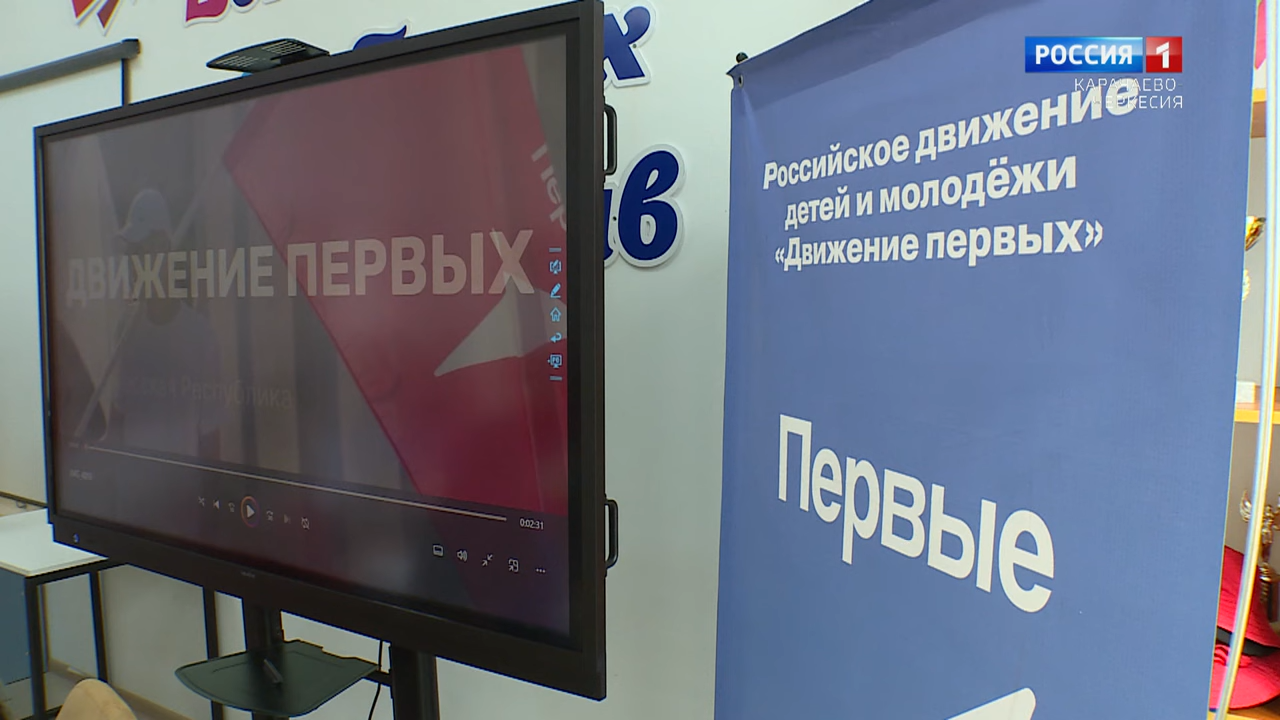 РОССИЯ 1
КАРАЧАЕВО-
ЧЕРКЕСИЯ
Российское движение
детей и молодёжи
«Движение первых»
Первые
ДВИЖЕНИЕ ПЕРВЫХ
Республика
0:02:31